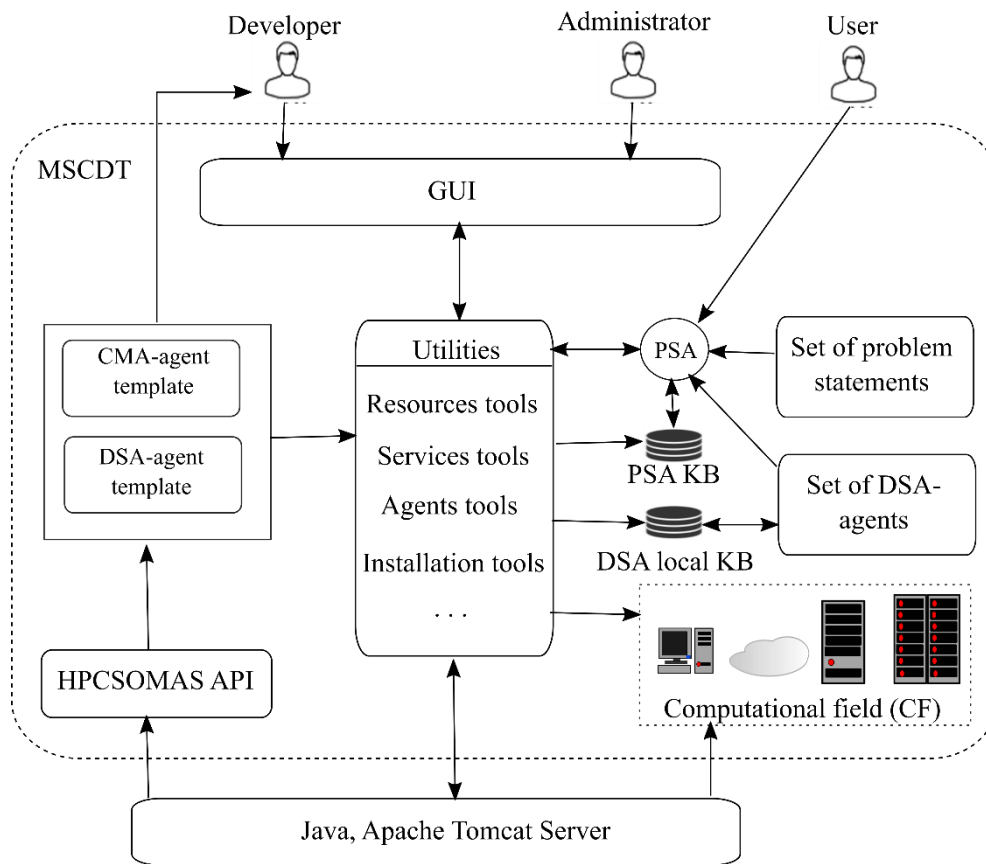 Developer
Administrator
User
MSCDT
GUI
CMA-agent
template
DSA-agent
template
Utilities
Resources tools
Services tools
Agents tools
Installation tools
. . .
PSA
Set of problem
statements
PSA KB
Set of DSA-
agents
DSA local KB
HPCSOMAS API
Computational field (CF)
Java, Apache Tomcat Server